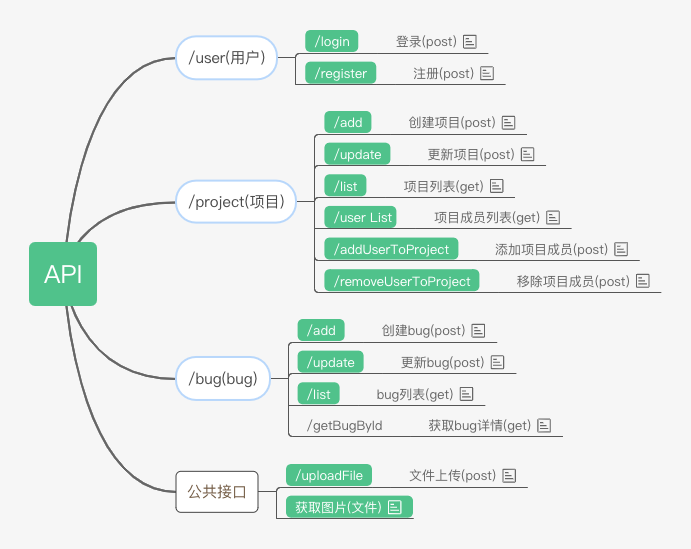 API
/user(用户)
/login 登录(post)
/register 注册(post)
/project(项目)
/add 创建项目(post)
/update 更新项目(post)
/list 项目列表(get)
/user List 项目成员列表(get)
/addUserToProject 添加项目成员(post)
/removeUserToProject 移除项目成员(post)
/bug(bug)
/add 创建bug(post)
/update 更新bug(post)
/list bug列表(get)
/getBugById 获取bug详情(get)
公共接口
/uploadFile 文件上传(post)
获取图片(文件)